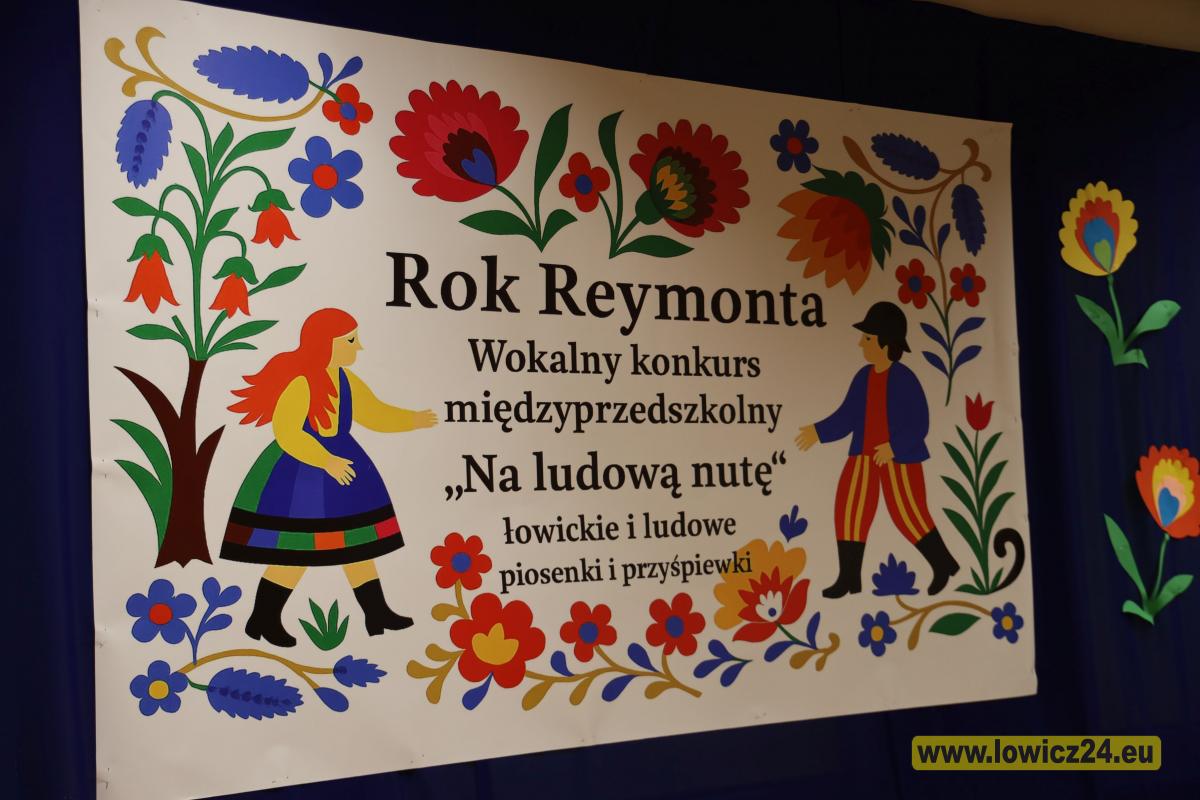 Rok Reymonta
Wokalny konkurs
międzyprzedszkolny
„Na ludową nutę“
łowickie i ludowe
piosenki i przyśpiewki
www.lowicz24.eu